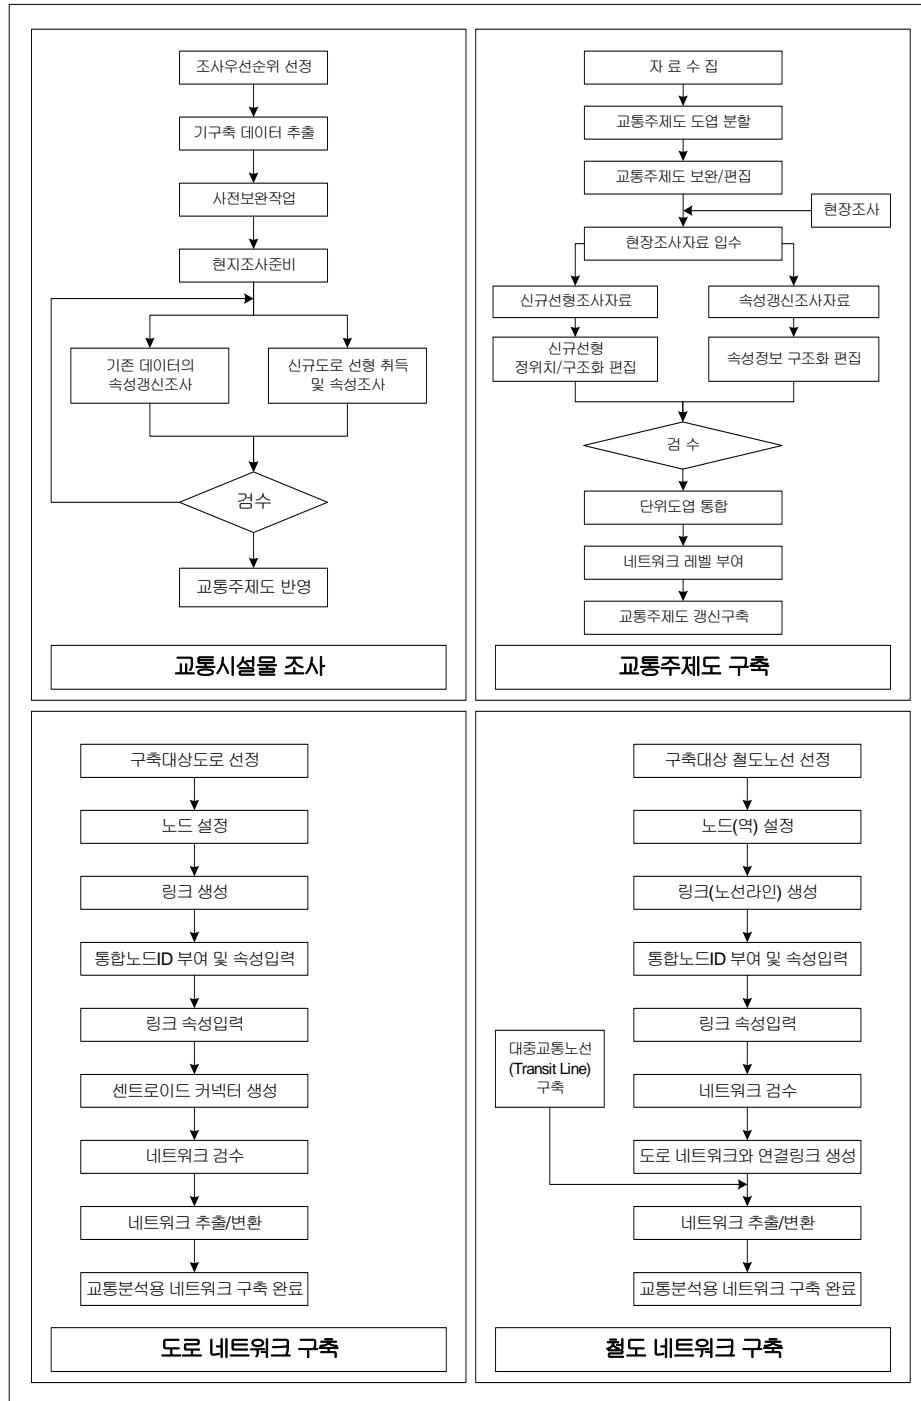 조사우선순위 선정
기구축 데이터 추출
사전보완작업
현지조사준비
기존 데이터의
속성갱신조사
신규도로 선형 취득
및 속성조사
검수
교통주제도 반영
교통시설물 조사
자 료 수 집
교통주제도 도엽 분할
교통주제도 보완/편집
현장조사
현장조사자료 입수
신규선형조사자료
속성갱신조사자료
신규선형
정위치/구조화 편집
속성정보 구조화 편집
검 수
단위도엽 통합
네트워크 레벨 부여
교통주제도 갱신구축
교통주제도 구축
구축대상도로 선정
노드 설정
링크 생성
통합노드ID 부여 및 속성입력
링크 속성입력
센트로이드 커넥터 생성
네트워크 검수
네트워크 추출/변환
교통분석용 네트워크 구축 완료
도로 네트워크 구축
구축대상 철도노선 선정
노드(역) 설정
링크(노선라인) 생성
통합노드ID 부여 및 속성입력
링크 속성입력
대중교통노선
(Transit Line)
구축
네트워크 검수
도로 네트워크와 연결링크 생성
네트워크 추출/변환
교통분석용 네트워크 구축 완료
철도 네트워크 구축